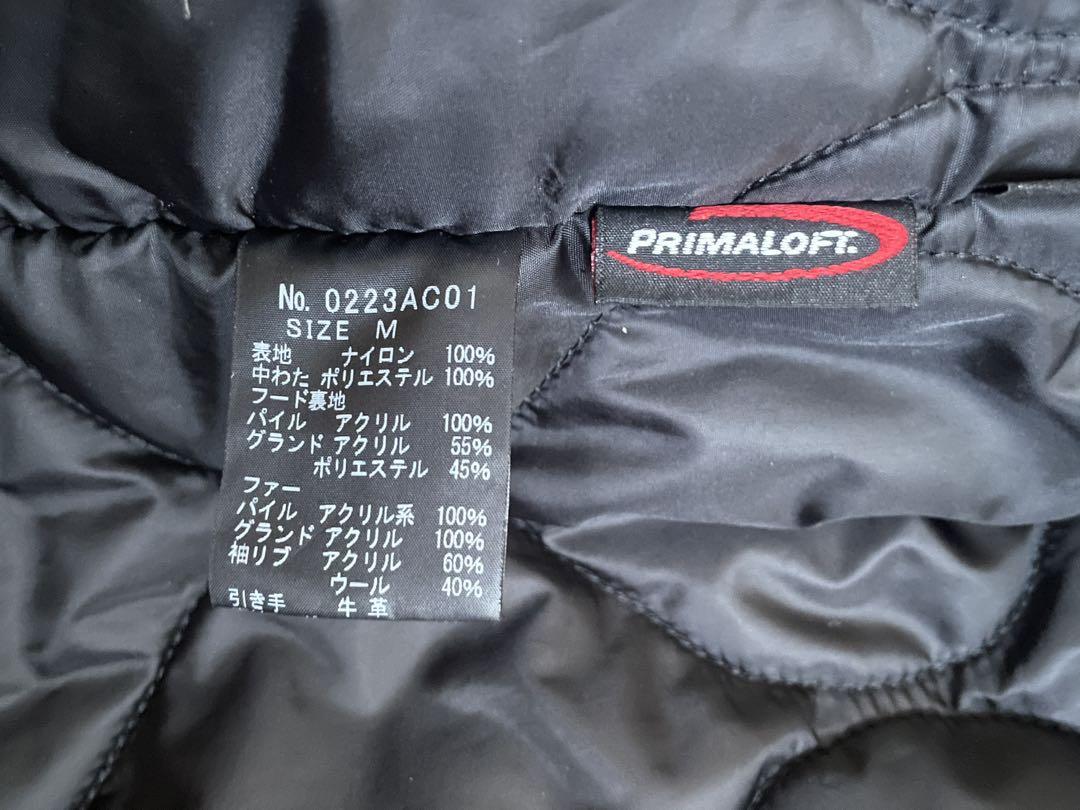 No. 0223AC01
SIZE M
表地 ナイロン 100%
中わた ポリエステル 100%
フード裏地
パイル アクリル 100%
グランド アクリル 55%
ポリエステル 45%
ファー
パイル アクリル系 100%
グランド アクリル 100%
袖リブ アクリル 60%
ウール 40%
引き手 牛革
PRIMALOFT.